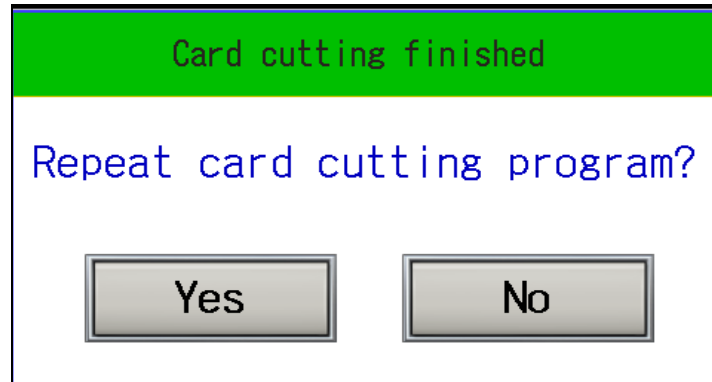 Card cutting finished
Repeat card cutting program?
Yes
No